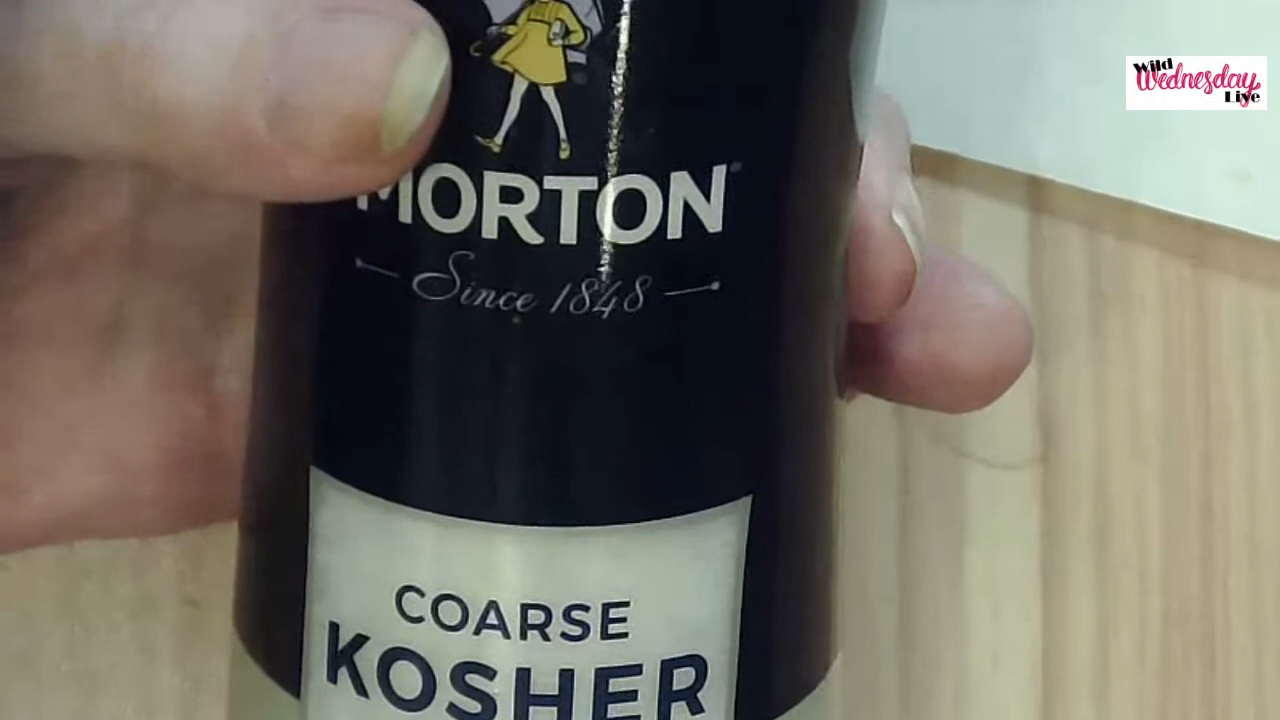 Wild
Wednesday
Live
MORTON
Since 1848
COARSE
KOSHER